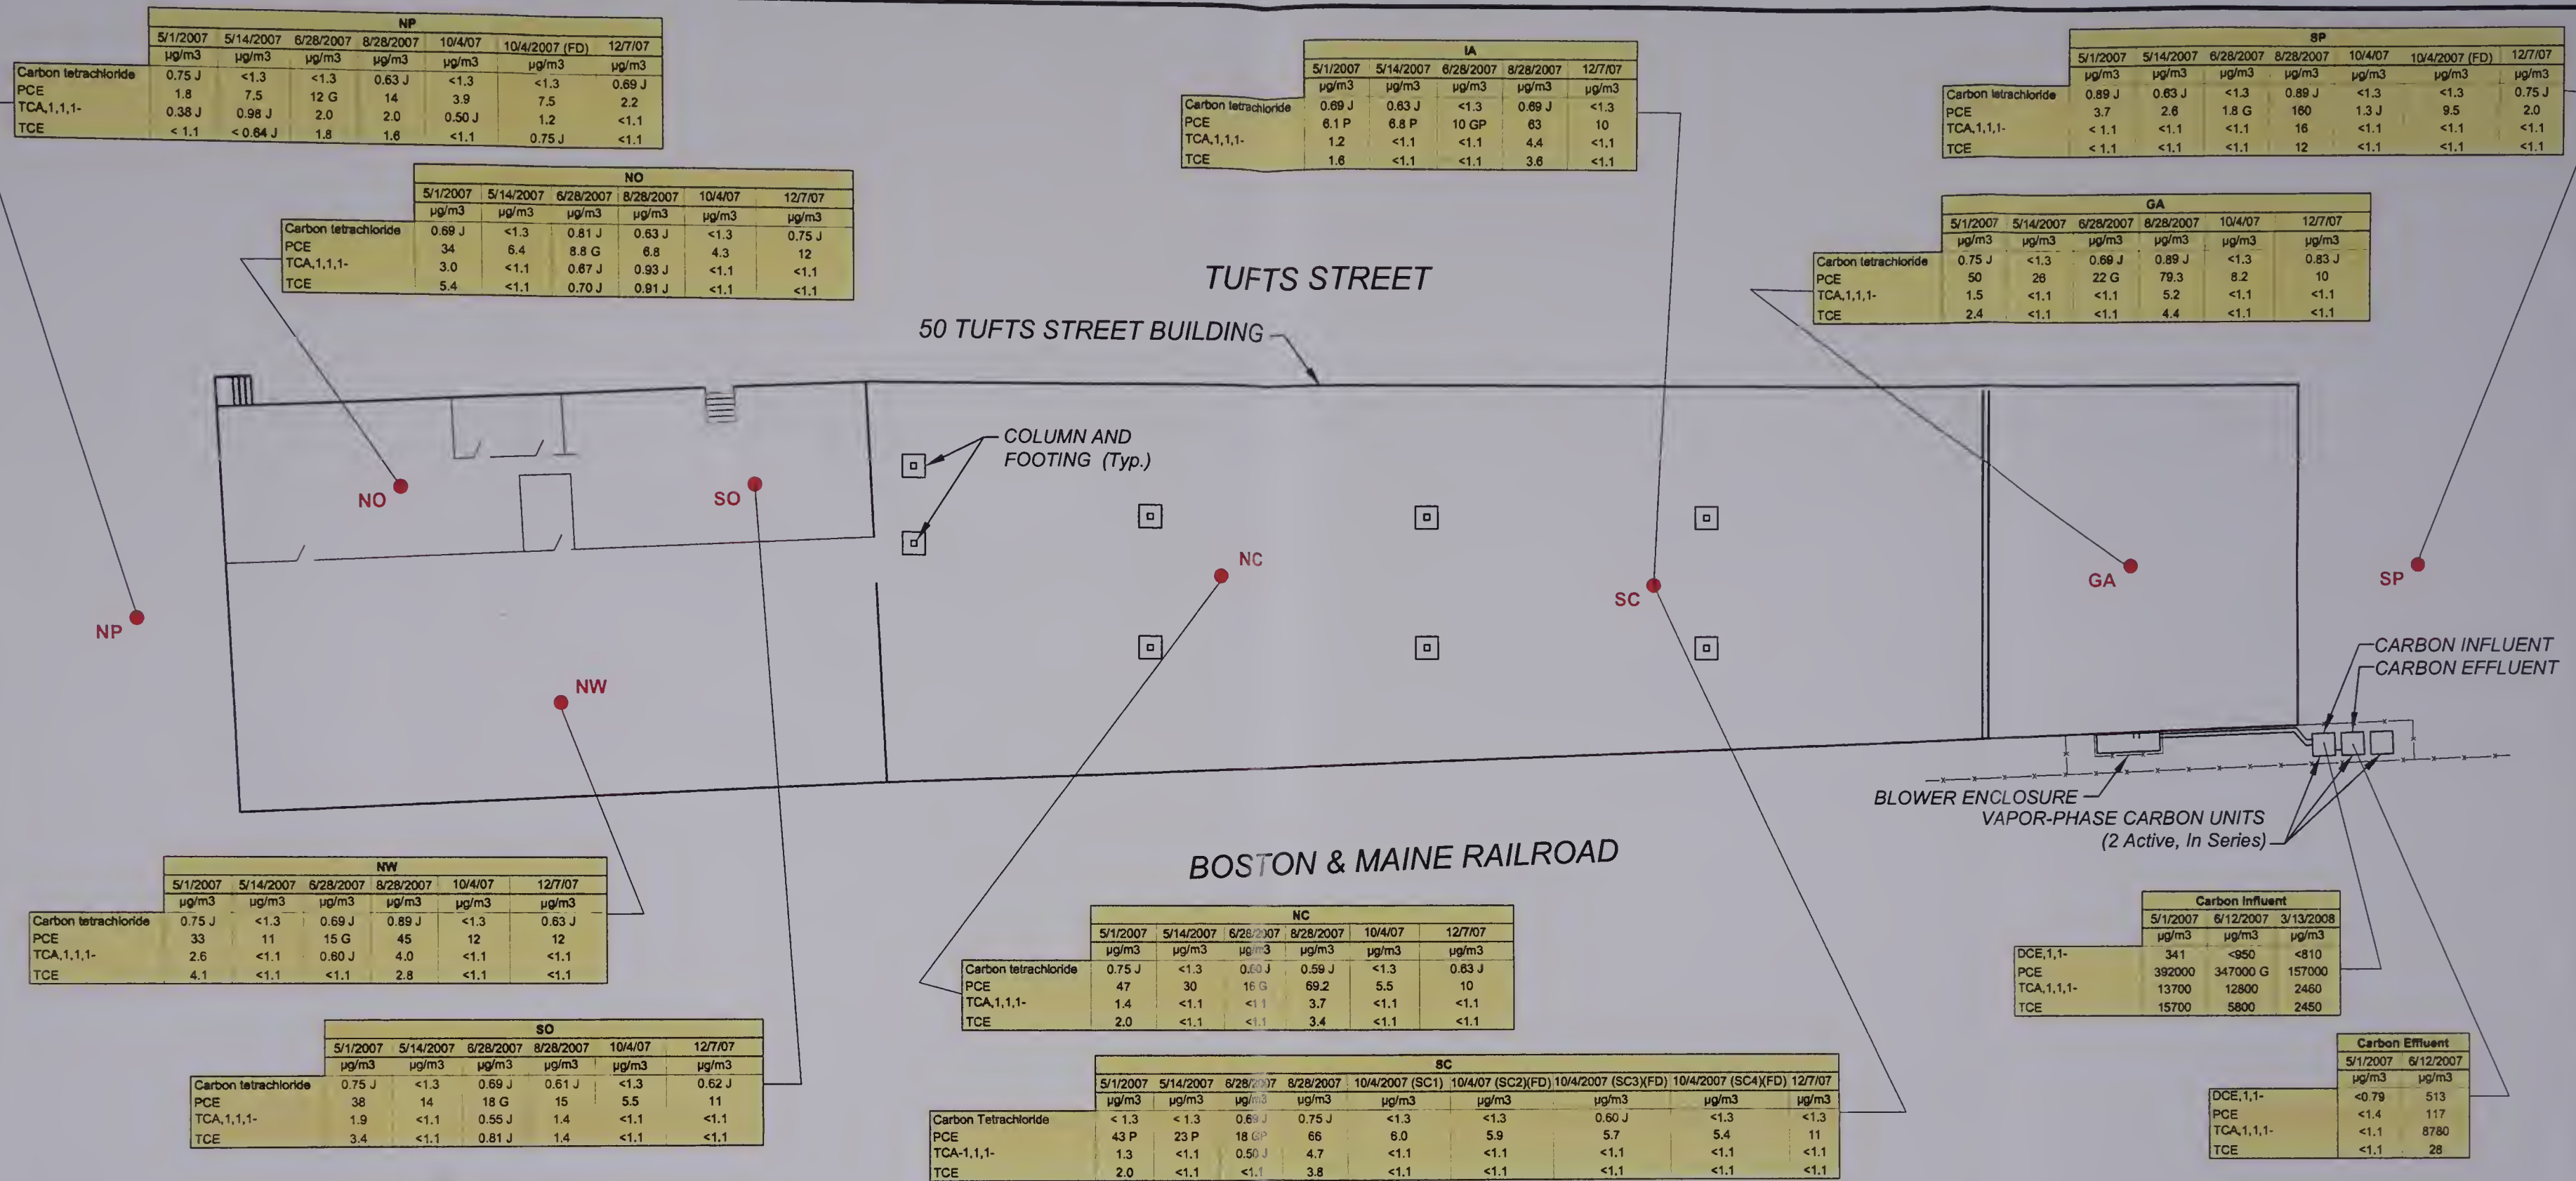 NP
5/1/2007 5/14/2007 6/28/2007 8/28/2007 10/4/07 10/4/2007 (FD) 12/7/07
µg/m3 µg/m3 µg/m3 µg/m3 µg/m3 µg/m3 µg/m3
Carbon tetrachloride 0.75 J <1.3 <1.3 0.63 J <1.3 <1.3 0.69 J
PCE 1.8 7.5 12 G 14 3.9 7.5 2.2
TCA,1,1,1- 0.38 J 0.98 J 2.0 2.0 0.50 J 1.2 <1.1
TCE < 1.1 < 0.64 J 1.8 1.6 <1.1 0.75 J <1.1
IA
5/1/2007 5/14/2007 6/28/2007 8/28/2007 12/7/07
µg/m3 µg/m3 µg/m3 µg/m3 µg/m3
Carbon tetrachloride 0.69 J 0.63 J <1.3 0.69 J <1.3
PCE 6.1 P 6.8 P 10 GP 63 10
TCA,1,1,1- 1.2 <1.1 <1.1 4.4 <1.1
TCE 1.6 <1.1 <1.1 3.6 <1.1
SP
5/1/2007 5/14/2007 6/28/2007 8/28/2007 10/4/07 10/4/2007 (FD) 12/7/07
µg/m3 µg/m3 µg/m3 µg/m3 µg/m3 µg/m3 µg/m3
Carbon tetrachloride 0.89 J 0.63 J <1.3 0.89 J <1.3 <1.3 0.75 J
PCE 3.7 2.6 1.8 G 160 1.3 J 9.5 2.0
TCA,1,1,1- < 1.1 <1.1 <1.1 16 <1.1 <1.1 <1.1
TCE < 1.1 <1.1 <1.1 12 <1.1 <1.1 <1.1
NO
5/1/2007 5/14/2007 6/28/2007 8/28/2007 10/4/07 12/7/07
µg/m3 µg/m3 µg/m3 µg/m3 µg/m3 µg/m3
Carbon tetrachloride 0.69 J <1.3 0.81 J 0.63 J <1.3 0.75 J
PCE 34 6.4 8.8 G 6.8 4.3 12
TCA,1,1,1- 3.0 <1.1 0.67 J 0.93 J <1.1 <1.1
TCE 5.4 <1.1 0.70 J 0.91 J <1.1 <1.1
GA
5/1/2007 5/14/2007 6/28/2007 8/28/2007 10/4/07 12/7/07
µg/m3 µg/m3 µg/m3 µg/m3 µg/m3 µg/m3
Carbon tetrachloride 0.75 J <1.3 0.69 J 0.89 J <1.3 0.83 J
PCE 50 26 22 G 79.3 8.2 10
TCA,1,1,1- 1.5 <1.1 <1.1 5.2 <1.1 <1.1
TCE 2.4 <1.1 <1.1 4.4 <1.1 <1.1
TUFTS STREET
50 TUFTS STREET BUILDING
COLUMN AND
FOOTING (Typ.)
NO
SO
NC
SC
GA
SP
NP
NW
CARBON INFLUENT
CARBON EFFLUENT
BLOWER ENCLOSURE
VAPOR-PHASE CARBON UNITS
(2 Active, In Series)
BOSTON & MAINE RAILROAD
NW
5/1/2007 5/14/2007 6/28/2007 8/28/2007 10/4/07 12/7/07
µg/m3 µg/m3 µg/m3 µg/m3 µg/m3 µg/m3
Carbon tetrachloride 0.75 J <1.3 0.69 J 0.89 J <1.3 0.63 J
PCE 33 11 15 G 45 12 12
TCA,1,1,1- 2.6 <1.1 0.60 J 4.0 <1.1 <1.1
TCE 4.1 <1.1 <1.1 2.8 <1.1 <1.1
NC
5/1/2007 5/14/2007 6/28/2007 8/28/2007 10/4/07 12/7/07
µg/m3 µg/m3 µg/m3 µg/m3 µg/m3 µg/m3
Carbon tetrachloride 0.75 J <1.3 0.60 J 0.59 J <1.3 0.63 J
PCE 47 30 16 G 69.2 5.5 10
TCA,1,1,1- 1.4 <1.1 <1.1 3.7 <1.1 <1.1
TCE 2.0 <1.1 <1.1 3.4 <1.1 <1.1
Carbon Influent
5/1/2007 6/12/2007 3/13/2008
µg/m3 µg/m3 µg/m3
DCE,1,1- 341 <950 <810
PCE 392000 347000 G 157000
TCA,1,1,1- 13700 12800 2460
TCE 15700 5800 2450
SO
5/1/2007 5/14/2007 6/28/2007 8/28/2007 10/4/07 12/7/07
µg/m3 µg/m3 µg/m3 µg/m3 µg/m3 µg/m3
Carbon tetrachloride 0.75 J <1.3 0.69 J 0.61 J <1.3 0.62 J
PCE 38 14 18 G 15 5.5 11
TCA,1,1,1- 1.9 <1.1 0.55 J 1.4 <1.1 <1.1
TCE 3.4 <1.1 0.81 J 1.4 <1.1 <1.1
SC
5/1/2007 5/14/2007 6/28/2007 8/28/2007 10/4/2007 (SC1) 10/4/07 (SC2)(FD) 10/4/2007 (SC3)(FD) 10/4/2007 (SC4)(FD) 12/7/07
µg/m3 µg/m3 µg/m3 µg/m3 µg/m3 µg/m3 µg/m3 µg/m3 µg/m3
Carbon Tetrachloride < 1.3 < 1.3 0.69 J 0.75 J <1.3 <1.3 0.60 J <1.3 <1.3
PCE 43 P 23 P 18 GP 66 6.0 5.9 5.7 5.4 11
TCA-1,1,1- 1.3 <1.1 0.50 J 4.7 <1.1 <1.1 <1.1 <1.1 <1.1
TCE 2.0 <1.1 <1.1 3.8 <1.1 <1.1 <1.1 <1.1 <1.1
Carbon Effluent
5/1/2007 6/12/2007
µg/m3 µg/m3
DCE,1,1- <0.79 513
PCE <1.4 117
TCA,1,1,1- <1.1 8780
TCE <1.1 28